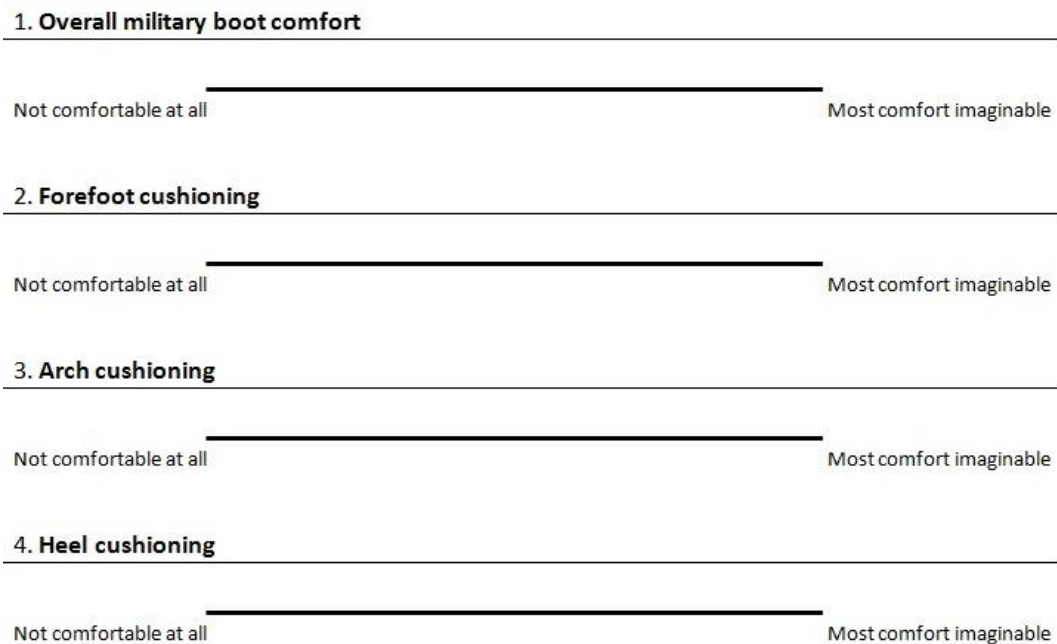 1. Overall military boot comfort
Not comfortable at all Most comfort imaginable
2. Forefoot cushioning
Not comfortable at all Most comfort imaginable
3. Arch cushioning
Not comfortable at all Most comfort imaginable
4. Heel cushioning
Not comfortable at all Most comfort imaginable